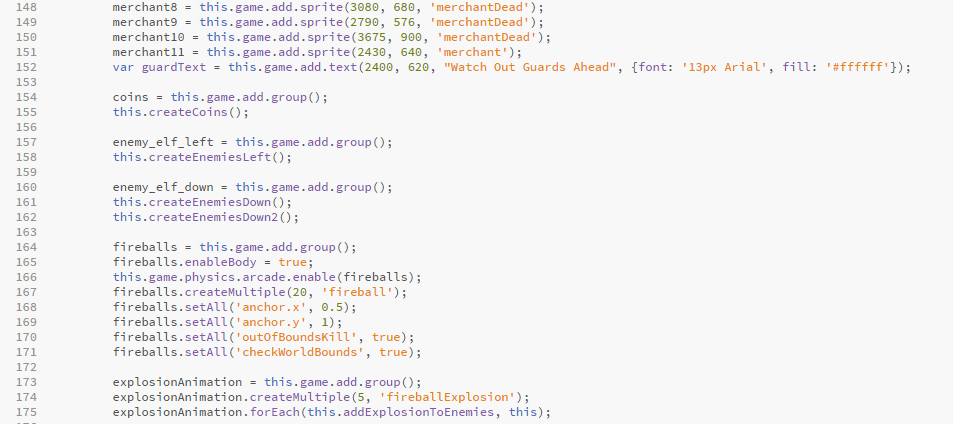 148 merchant8 = this.game.add.sprite(3080, 680, 'merchantDead');
149 merchant9 = this.game.add.sprite(2790, 576, 'merchantDead');
150 merchant10 = this.game.add.sprite(3675, 900, 'merchantDead');
151 merchant11 = this.game.add.sprite(2430, 640, 'merchant');
152 var guardText = this.game.add.text(2400, 620, "Watch Out Guards Ahead", {font: '13px Arial', fill: '#ffffff'});
153
154 coins = this.game.add.group();
155 this.createCoins();
156
157 enemy_elf_left = this.game.add.group();
158 this.createEnemiesLeft();
159
160 enemy_elf_down = this.game.add.group();
161 this.createEnemiesDown();
162 this.createEnemiesDown2();
163
164 fireballs = this.game.add.group();
165 fireballs.enableBody = true;
166 this.game.physics.arcade.enable(fireballs);
167 fireballs.createMultiple(20, 'fireball');
168 fireballs.setAll('anchor.x', 0.5);
169 fireballs.setAll('anchor.y', 1);
170 fireballs.setAll('outOfBoundsKill', true);
171 fireballs.setAll('checkWorldBounds', true);
172
173 explosionAnimation = this.game.add.group();
174 explosionAnimation.createMultiple(5, 'fireballExplosion');
175 explosionAnimation.forEach(this.addExplosionToEnemies, this);